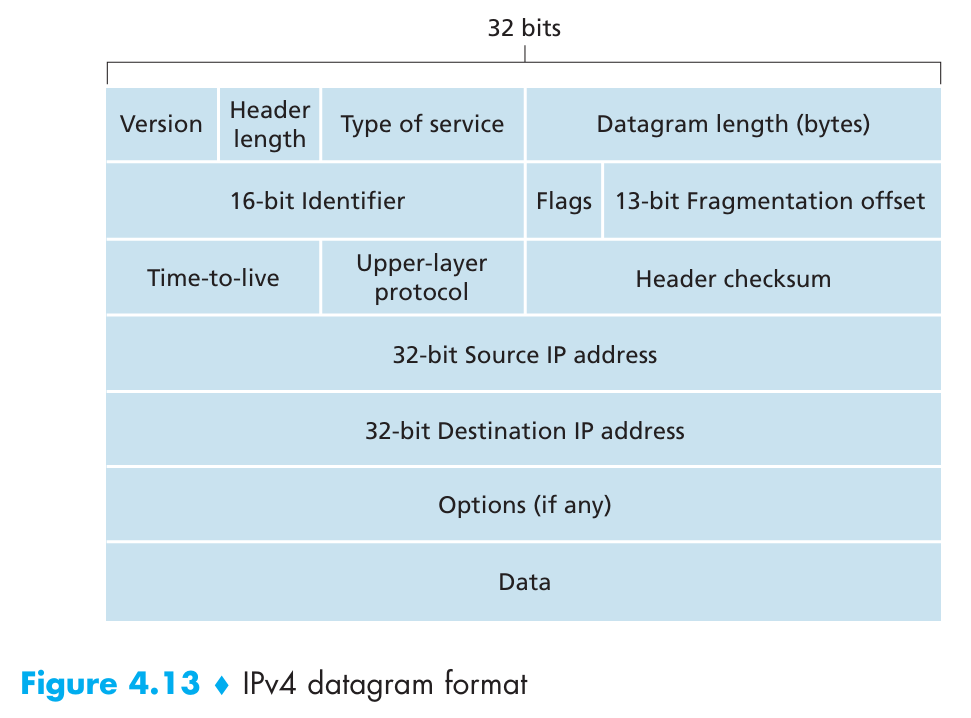 32 bits
Version
Header
length
Type of service
Datagram length (bytes)
16-bit Identifier
Flags
13-bit Fragmentation offset
Time-to-live
Upper-layer
protocol
Header checksum
32-bit Source IP address
32-bit Destination IP address
Options (if any)
Data
Figure 4.13 ♦ IPv4 datagram format